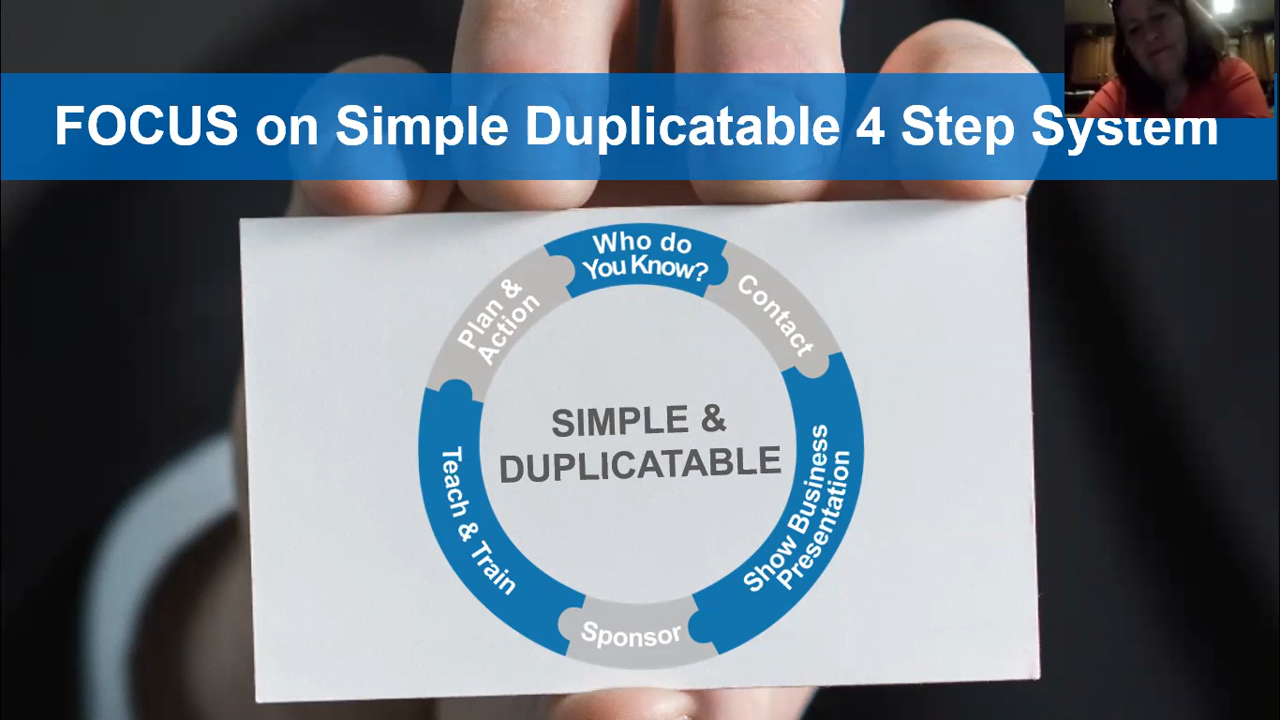 FOCUS on Simple Duplicatable 4 Step System
Who do
You Know?
Contact
Show Business
Presentation
Sponsor
Teach & Train
Plan &
Action
SIMPLE &
DUPLICATABLE